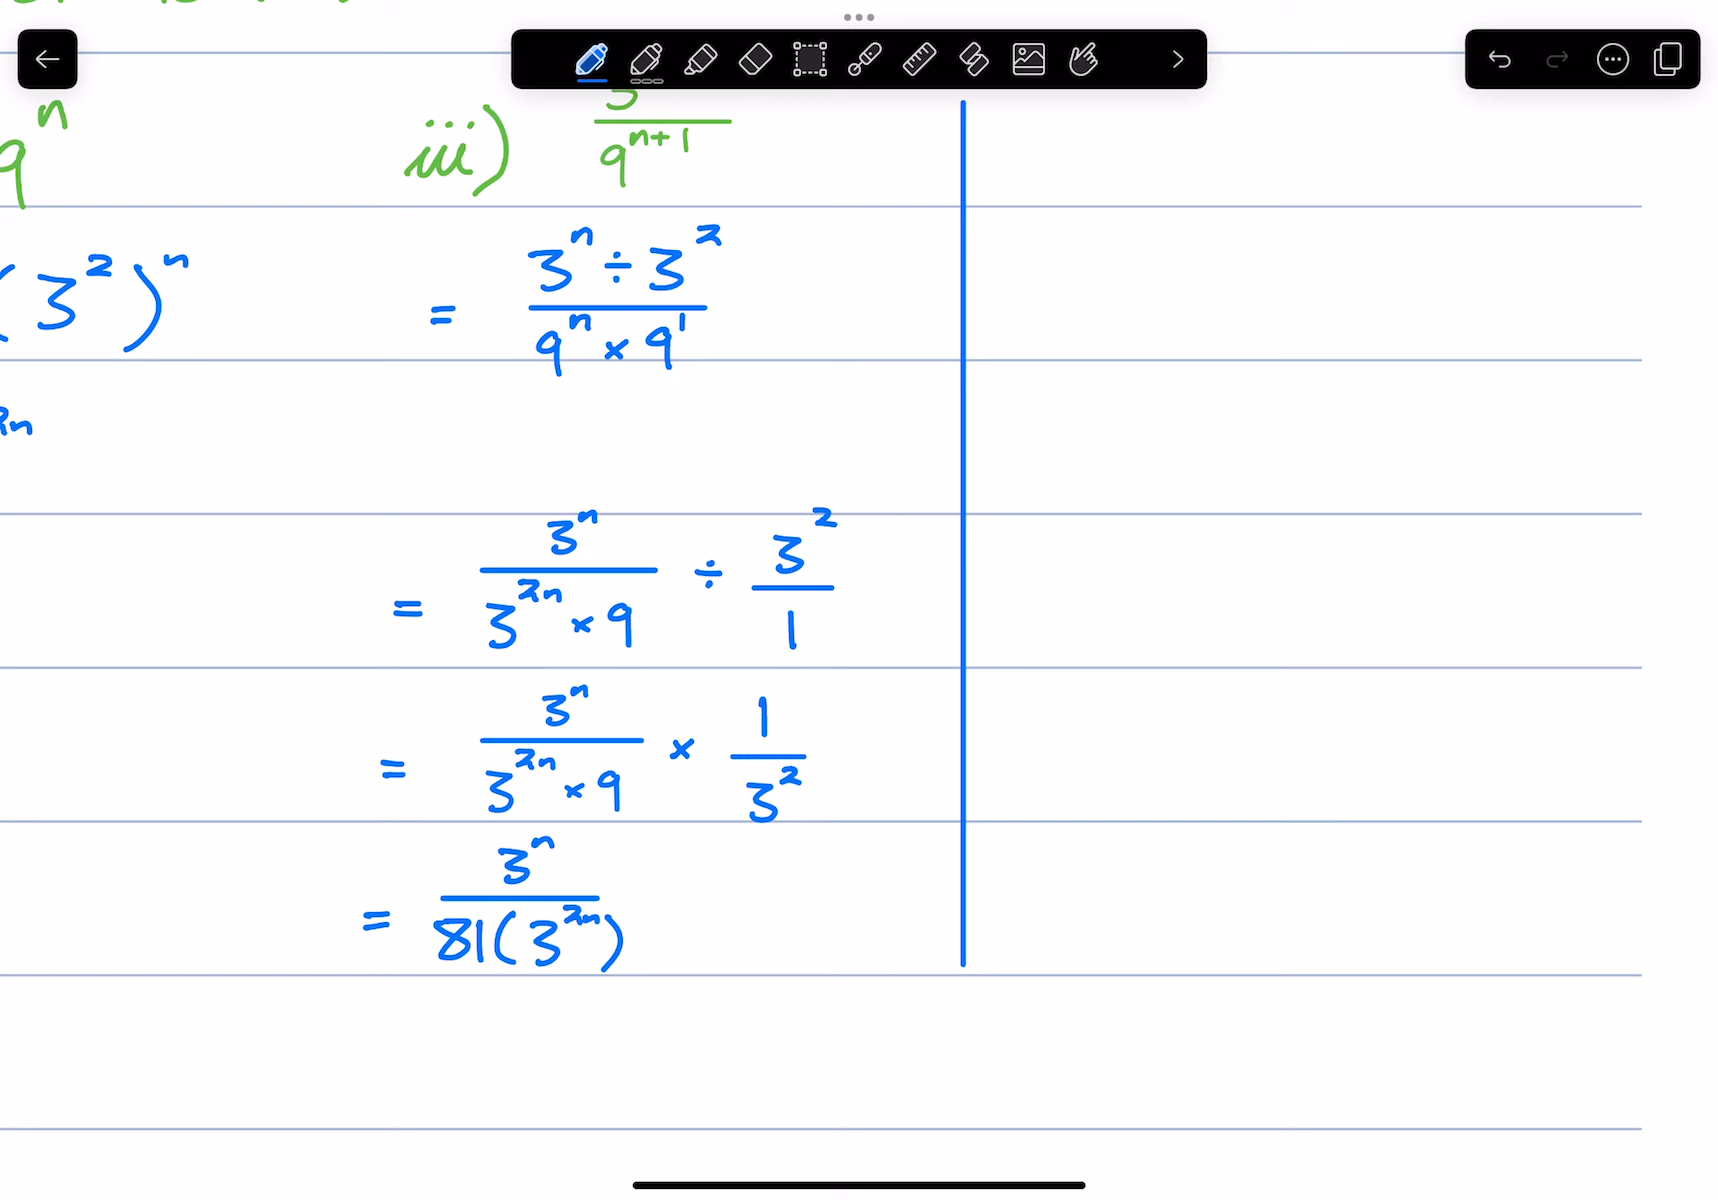 9^n
iii) 3/9^(n+1)
(3^2)^n
= (3^n ÷ 3^2)/(9^n × 9^1)
2n
= 3^n/(3^(2n) × 9) ÷ 3^2/1
= 3^n/(3^(2n) × 9) × 1/3^2
= 3^n/(81(3^(2n)))